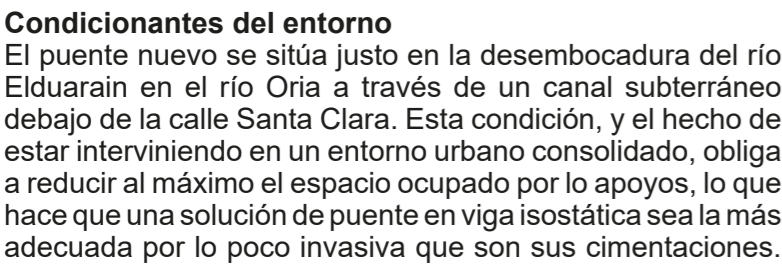 Condicionantes del entorno
El puente nuevo se sitúa justo en la desembocadura del río
Elduarain en el río Oria a través de un canal subterráneo
debajo de la calle Santa Clara. Esta condición, y el hecho de
estar interviniendo en un entorno urbano consolidado, obliga
a reducir al máximo el espacio ocupado por lo apoyos, lo que
hace que una solución de puente en viga isostática sea la más
adecuada por lo poco invasiva que son sus cimentaciones.